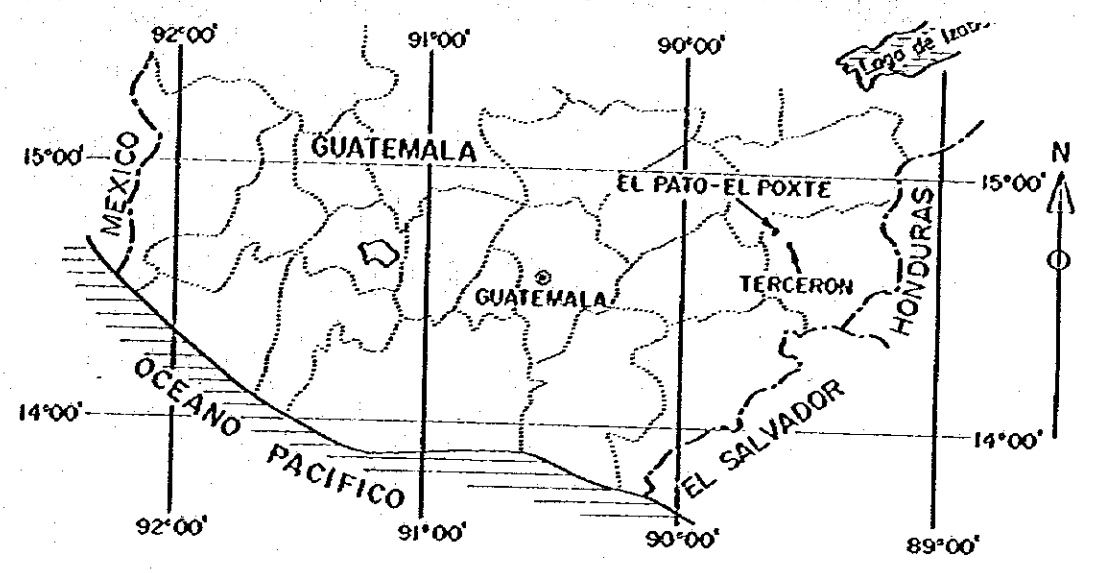 92°00' 91°00' 90°00' Lago de Izab
15°00' MEXICO GUATEMALA 15°00' N
EL PATO-EL POXTE
HONDURAS
GUATEMALA TERCERON
OCEANO PACIFICO
EL SALVADOR
14°00' 14°00'
92°00' 91°00' 90°00' 89°00'